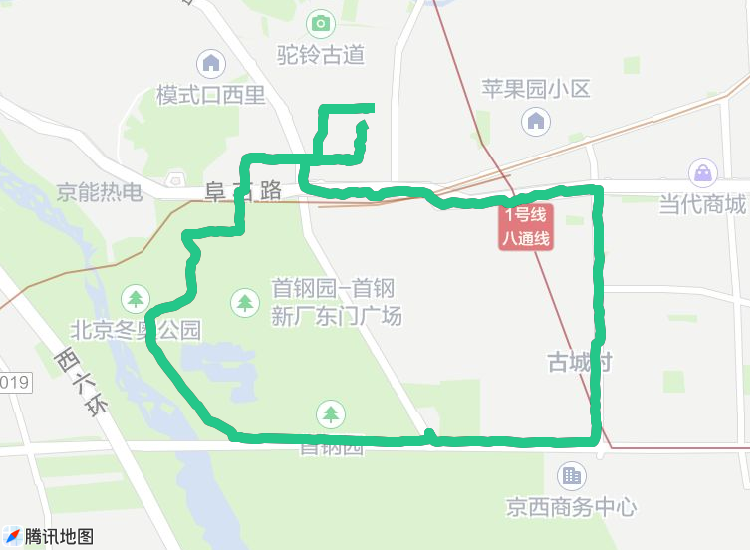 驼铃古道
模式口西里
苹果园小区
京能热电
阜石路
当代商城
1号线
八通线
首钢园–首钢
新厂东门广场
北京冬奥公园
西六环
019
古城村
首钢园
京西商务中心
腾讯地图